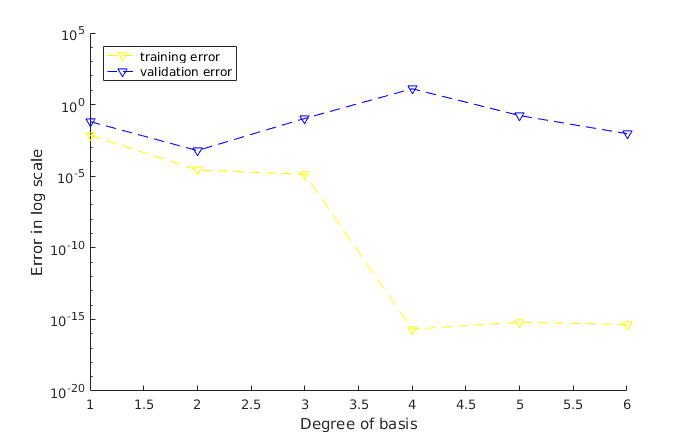 10^5
10^0
10^-5
10^-10
10^-15
10^-20
Error in log scale
training error
validation error
1 1.5 2 2.5 3 3.5 4 4.5 5 5.5 6
Degree of basis